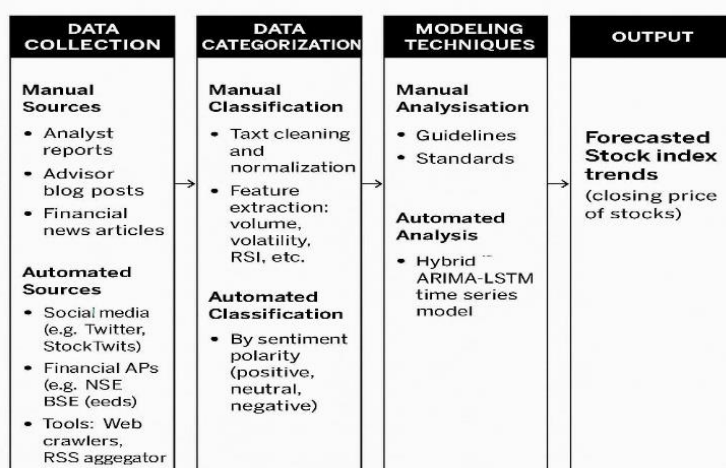 DATA
COLLECTION
Manual
Sources
• Analyst
reports
• Advisor
blog posts
• Financial
news articles
Automated
Sources
• Social media
(e.g. Twitter,
StockTwits)
• Financial APIs
(e.g. NSE
BSE (eeds)
• Tools: Web
crawlers,
RSS aggegator
DATA
CATEGORIZATION
Manual
Classification
• Taxt cleaning
and
normalization
• Feature
extraction:
volume,
volatility,
RSI, etc.
Automated
Classification
• By sentiment
polarity
(positive,
neutral,
negative)
MODELING
TECHNIQUES
Manual
Analysisation
• Guidelines
• Standards
Automated
Analysis
• Hybrid
ARIMA-LSTM
time series
model
OUTPUT
Forecasted
Stock index
trends
(closing price
of stocks)